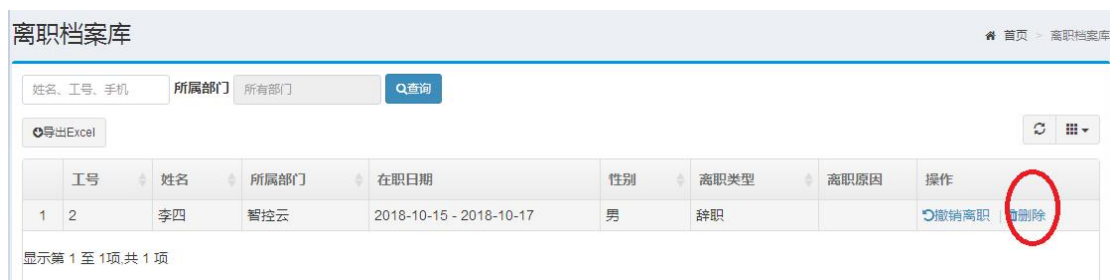 离职档案库
首页 > 离职档案库
姓名、工号、手机 所属部门 所有部门 查询
导出Excel
工号 姓名 所属部门 在职日期 性别 离职类型 离职原因 操作
1 2 李四 智控云 2018-10-15 - 2018-10-17 男 辞职 撤销离职 | 删除
显示第 1 至 1项,共 1 项